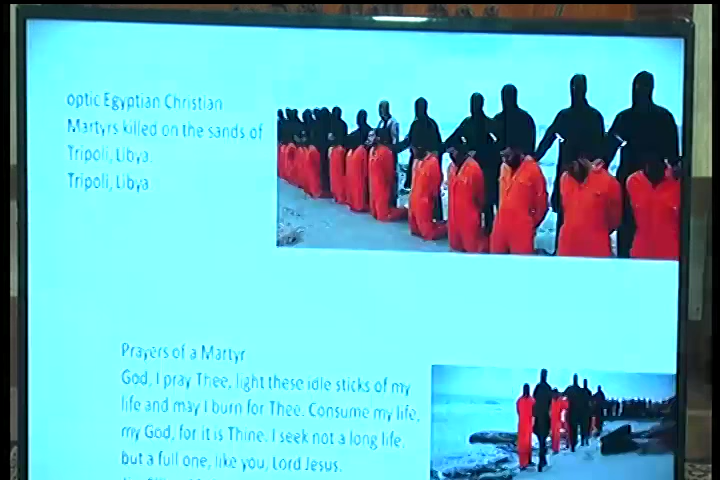 optic Egyptian Christian
Martyrs killed on the sands of
Tripoli, Libya.
Tripoli, Libya
Prayers of a Martyr
God, I pray Thee, light these idle sticks of my
life and may I burn for Thee. Consume my life,
my God, for it is Thine. I seek not a long life,
but a full one, like you, Lord Jesus.